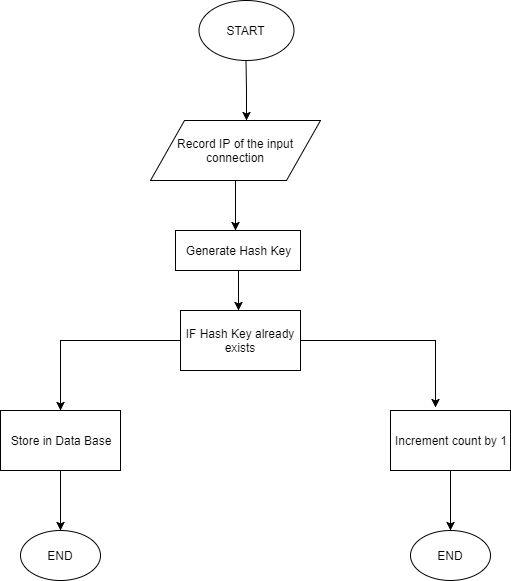 START
Record IP of the input
connection
Generate Hash Key
IF Hash Key already
exists
Store in Data Base
Increment count by 1
END
END